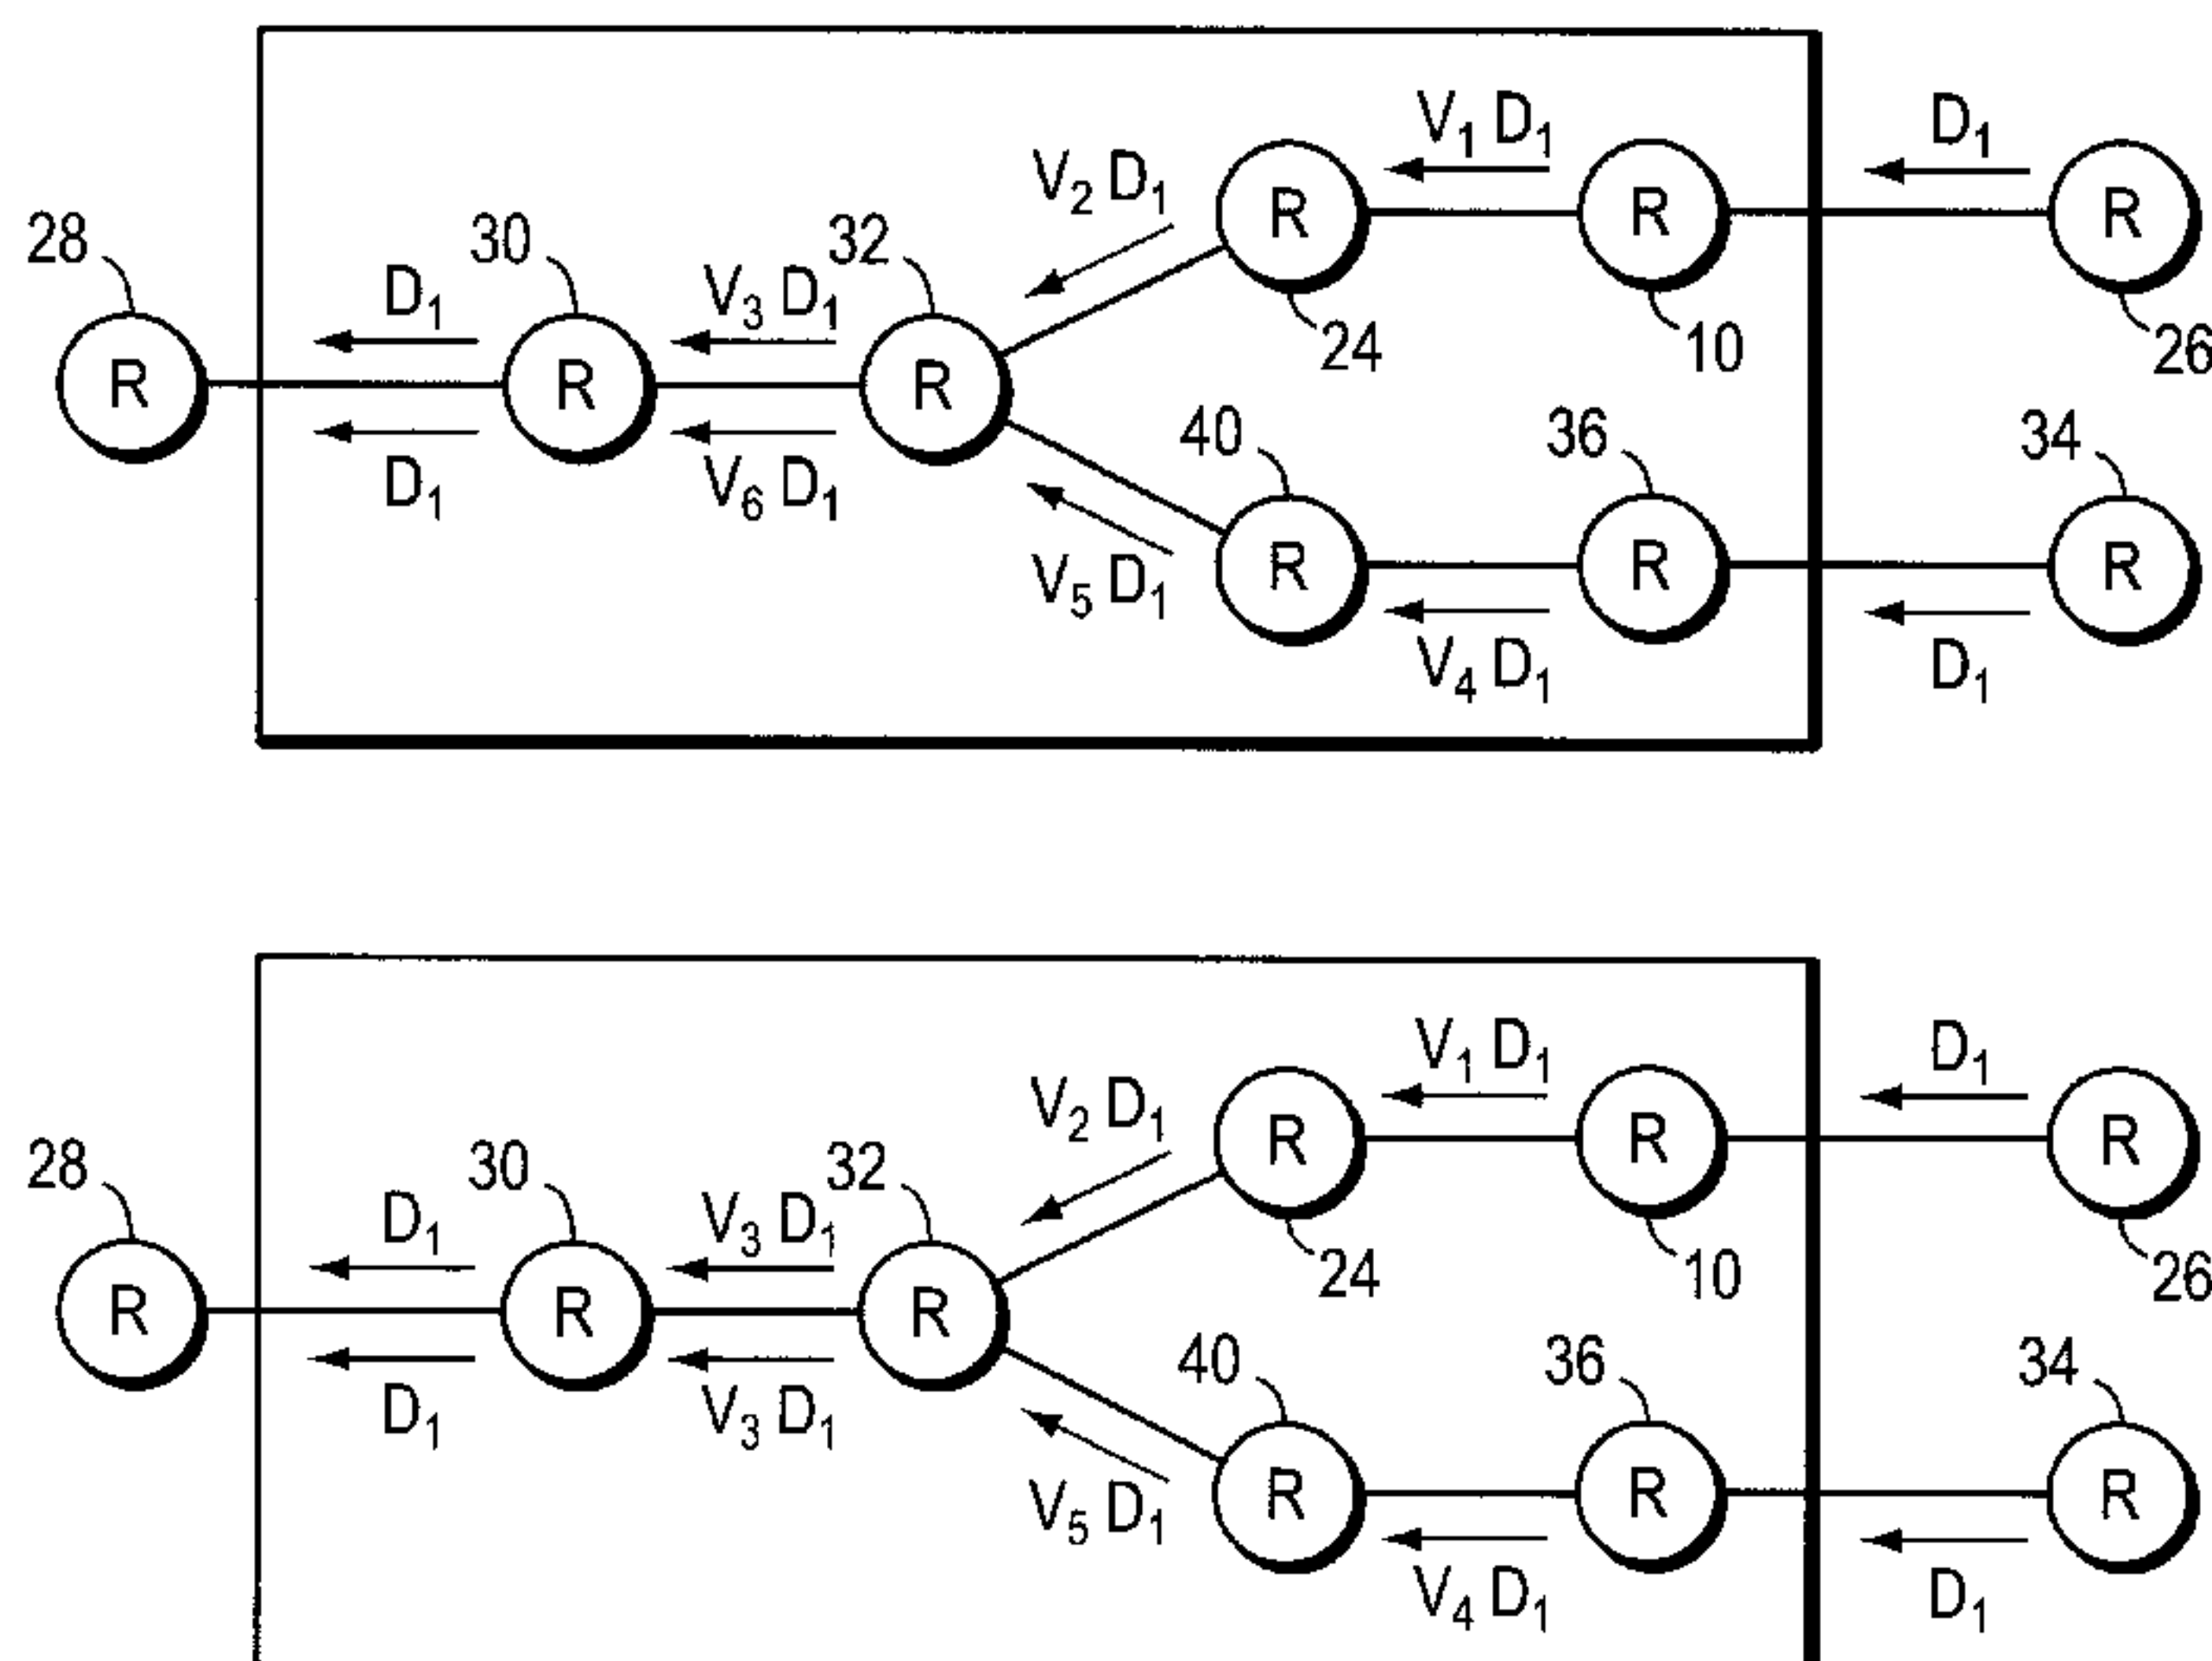 V₁ D₁
D₁
V₂ D₁
R
R
R
28
30
32
D₁
V₃ D₁
24
10
26
R
R
R
40
36
34
D₁
V₆ D₁
V₅ D₁
R
R
R
V₄ D₁
D₁
V₁ D₁
D₁
V₂ D₁
R
R
R
28
30
32
D₁
V₃ D₁
24
10
26
R
R
R
40
36
34
D₁
V₃ D₁
V₅ D₁
R
R
R
V₄ D₁
D₁